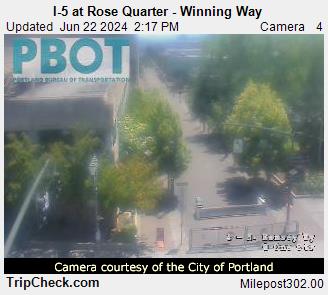 I-5 at Rose Quarter - Winning Way
Updated Jun 22 2024 2:17 PM Camera 4
PBOT
PORTLAND BUREAU OF TRANSPORTATION
Camera courtesy of the City of Portland
TripCheck.com Milepost302.00